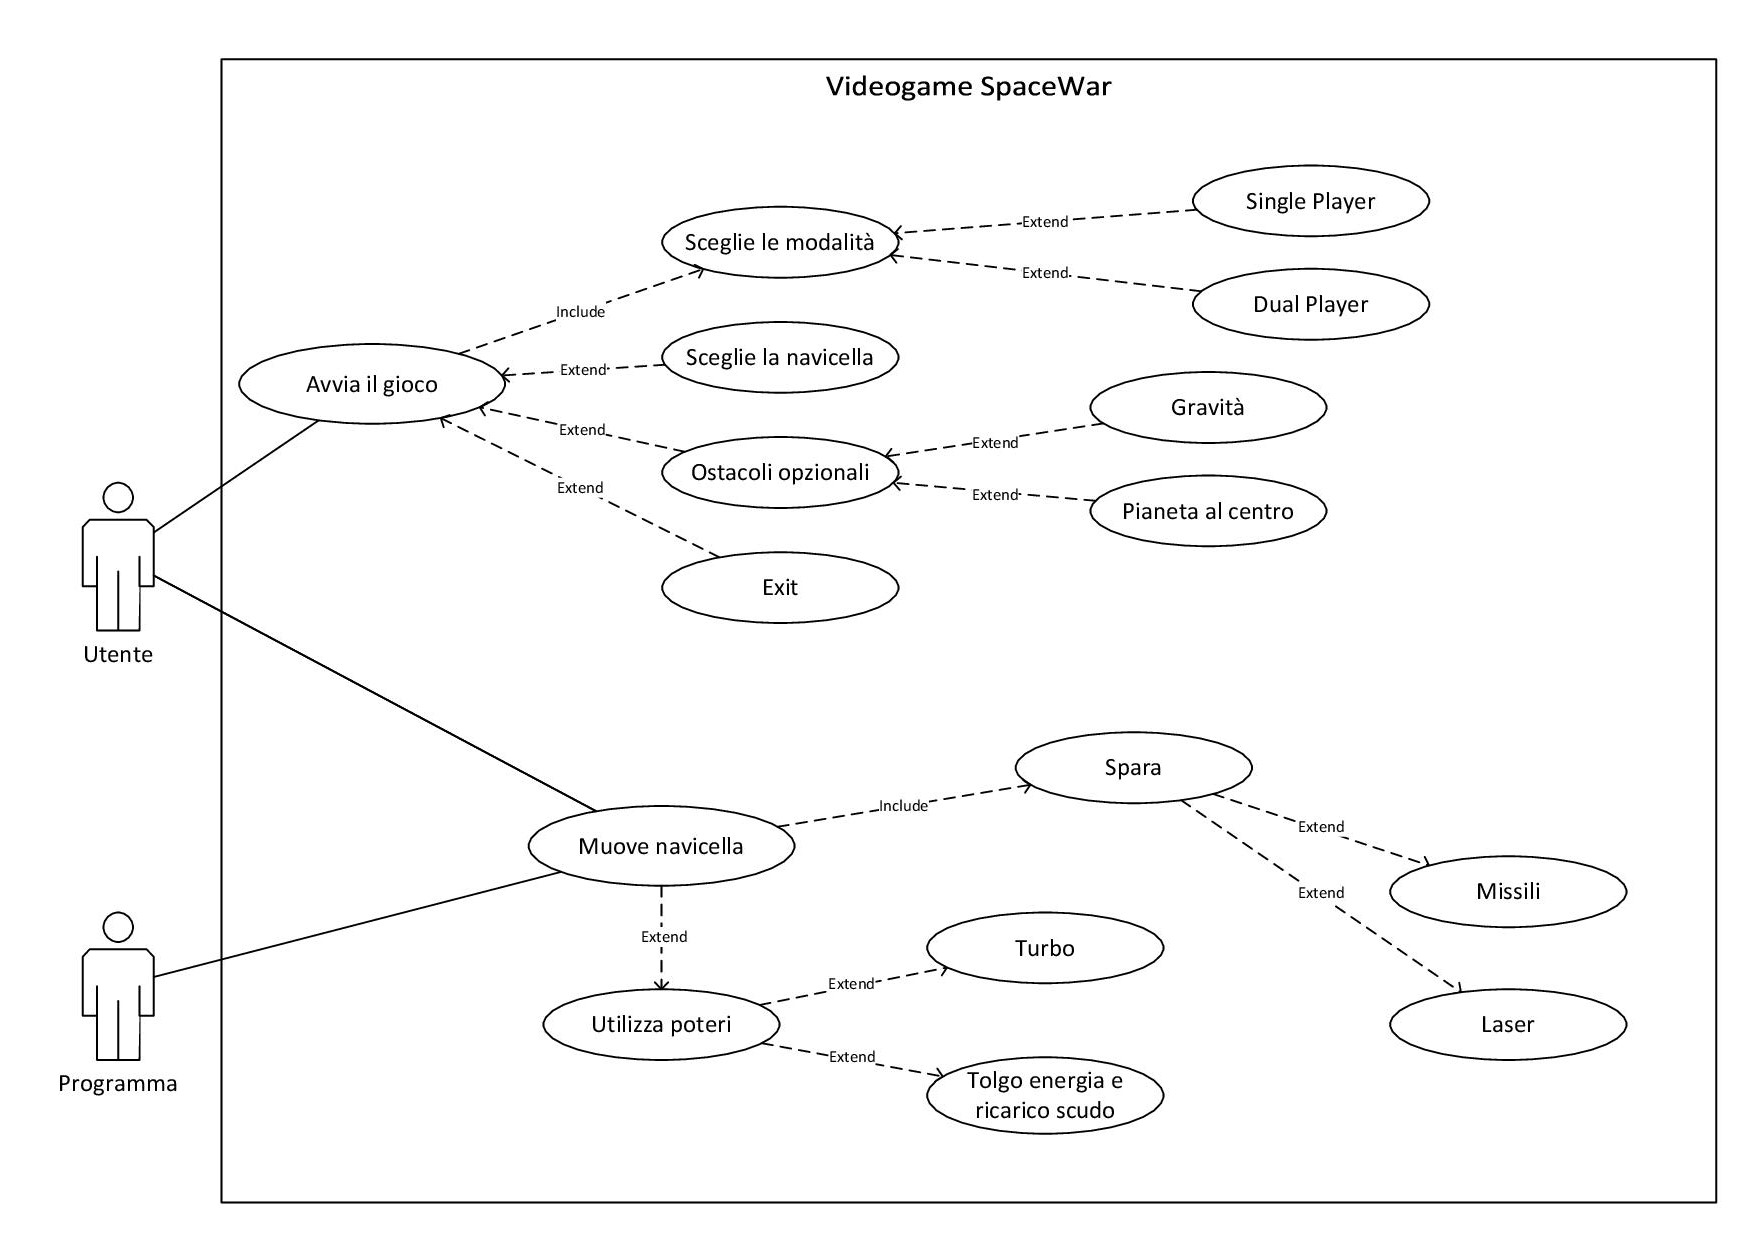 Videogame SpaceWar
Single Player
Extend
Sceglie le modalità
Extend
Dual Player
Include
Sceglie la navicella
Extend
Avvia il gioco
Gravità
Extend
Extend
Ostacoli opzionali
Extend
Pianeta al centro
Extend
Exit
Utente
Spara
Include
Extend
Muove navicella
Missili
Extend
Extend
Turbo
Extend
Utilizza poteri
Laser
Extend
Tolgo energia e
ricarico scudo
Programma